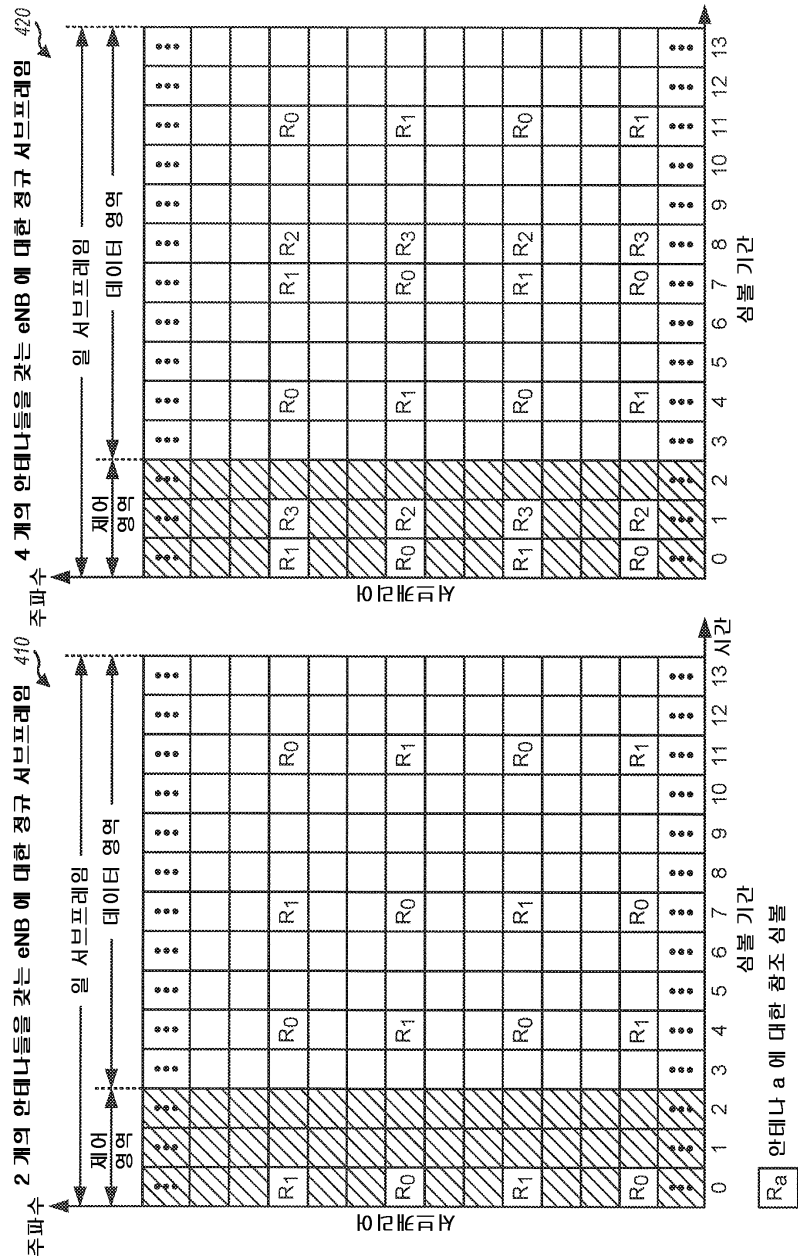 2 개의 안테나들을 갖는 eNB 에 대한 정규 서브프레임 410
주파수
일 서브프레임
제어
영역
데이터 영역
••• ••• ••• ••• ••• ••• ••• ••• ••• ••• ••• ••• ••• •••
R1 R0 R1 R0
R0 R1 R0 R1
R1 R0 R1 R0
R0 R1 R0 R1
••• ••• ••• ••• ••• ••• ••• ••• ••• ••• ••• ••• ••• •••
서브캐리어
0 1 2 3 4 5 6 7 8 9 10 11 12 13
시간
심볼 기간
Ra 안테나 a 에 대한 참조 심볼
4 개의 안테나들을 갖는 eNB 에 대한 정규 서브프레임 420
주파수
일 서브프레임
제어
영역
데이터 영역
••• ••• ••• ••• ••• ••• ••• ••• ••• ••• ••• ••• ••• •••
R1 R3 R0 R1 R2 R0
R0 R2 R1 R0 R3 R1
R1 R3 R0 R1 R2 R0
R0 R2 R1 R0 R3 R1
••• ••• ••• ••• ••• ••• ••• ••• ••• ••• ••• ••• ••• •••
서브캐리어
0 1 2 3 4 5 6 7 8 9 10 11 12 13
심볼 기간